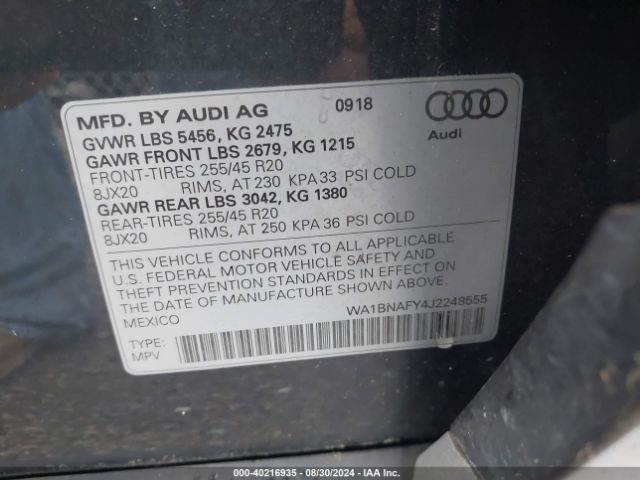 MFD. BY AUDI AG 0918
Audi
GVWR LBS 5456, KG 2475
GAWR FRONT LBS 2679, KG 1215
FRONT-TIRES 255/45 R20
8JX20 RIMS, AT 230 KPA 33 PSI COLD
GAWR REAR LBS 3042, KG 1380
REAR-TIRES 255/45 R20
8JX20 RIMS, AT 250 KPA 36 PSI COLD
THIS VEHICLE CONFORMS TO ALL APPLICABLE
U.S. FEDERAL MOTOR VEHICLE SAFETY AND
THEFT PREVENTION STANDARDS IN EFFECT ON
THE DATE OF MANUFACTURE SHOWN ABOVE.
MEXICO WA1BNAFY4J2248555
TYPE:
MPV
000-40216935 - 08/30/2024 - IAA Inc.